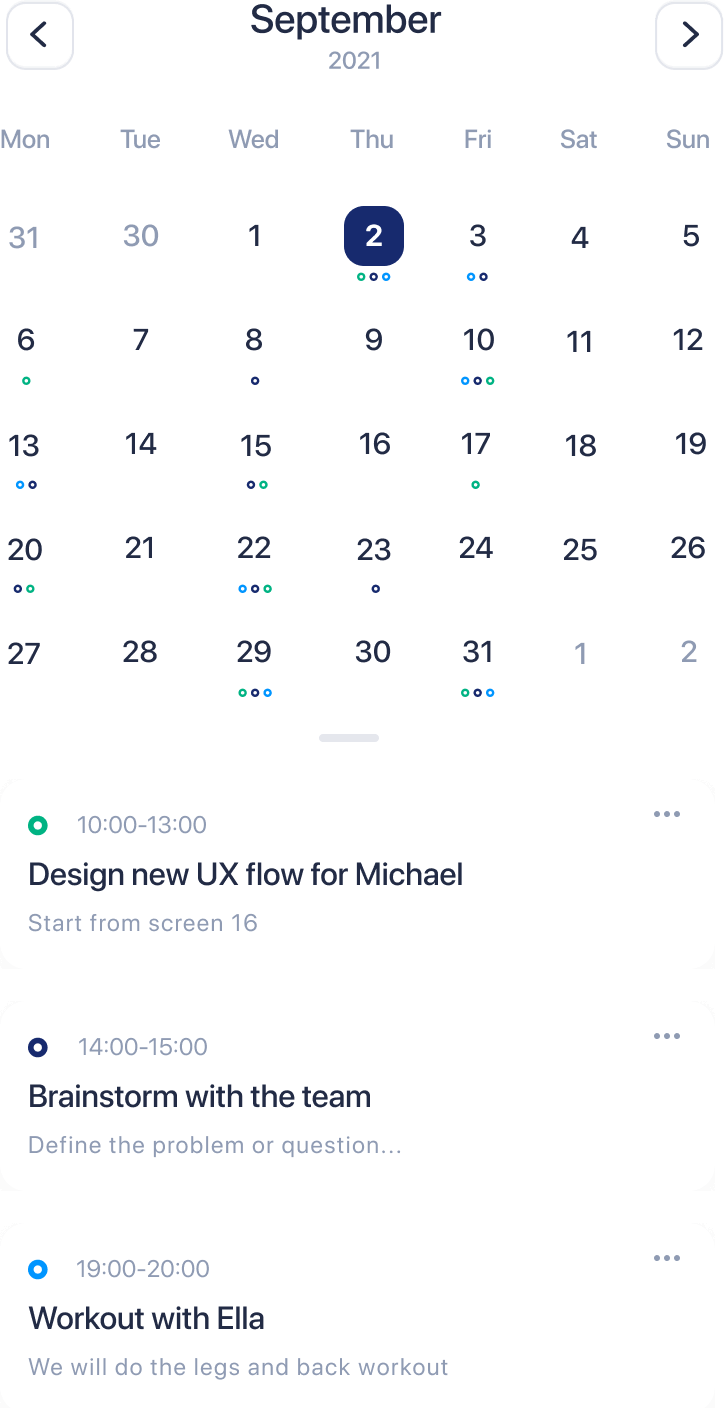 September
2021
Mon Tue Wed Thu Fri Sat Sun
31 30 1 2 3 4 5
6 7 8 9 10 11 12
13 14 15 16 17 18 19
20 21 22 23 24 25 26
27 28 29 30 31 1 2
10:00-13:00
Design new UX flow for Michael
Start from screen 16
14:00-15:00
Brainstorm with the team
Define the problem or question...
19:00-20:00
Workout with Ella
We will do the legs and back workout